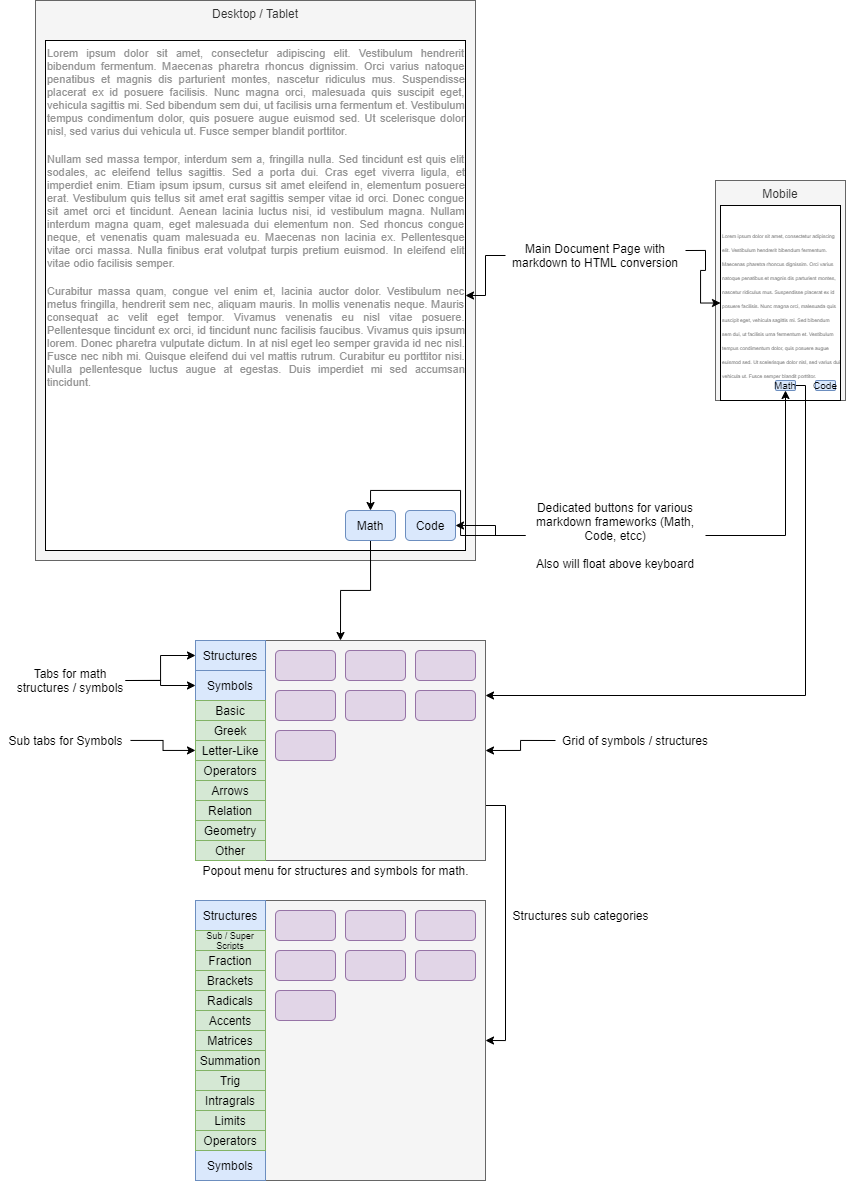 Desktop / Tablet
Lorem ipsum dolor sit amet, consectetur adipiscing elit. Vestibulum hendrerit
bibendum fermentum. Maecenas pharetra rhoncus dignissim. Orci varius natoque
penatibus et magnis dis parturient montes, nascetur ridiculus mus. Suspendisse
placerat ex id posuere facilisis. Nunc magna orci, malesuada quis suscipit eget,
vehicula sagittis mi. Sed bibendum sem dui, ut facilisis urna fermentum et. Vestibulum
tempus condimentum dolor, quis posuere augue euismod sed. Ut scelerisque dolor
nisl, sed varius dui vehicula ut. Fusce semper blandit porttitor.
Nullam sed massa tempor, interdum sem a, fringilla nulla. Sed tincidunt est quis elit
sodales, ac eleifend tellus sagittis. Sed a porta dui. Cras eget viverra ligula, et
imperdiet enim. Etiam ipsum ipsum, cursus sit amet eleifend in, elementum posuere
erat. Vestibulum quis tellus sit amet erat sagittis semper vitae id orci. Donec congue
sit amet orci et tincidunt. Aenean lacinia luctus nisi, id vestibulum magna. Nullam
interdum magna quam, eget malesuada dui elementum non. Sed rhoncus congue
neque, et venenatis quam malesuada eu. Maecenas non lacinia ex. Pellentesque
vitae orci massa. Nulla finibus erat volutpat turpis pretium euismod. In eleifend elit
vitae odio facilisis semper.
Curabitur massa quam, congue vel enim et, lacinia auctor dolor. Vestibulum nec
metus fringilla, hendrerit sem nec, aliquam mauris. In mollis venenatis neque. Mauris
consequat ac velit eget tempor. Vivamus venenatis eu nisl vitae posuere.
Pellentesque tincidunt ex orci, id tincidunt nunc facilisis faucibus. Vivamus quis ipsum
lorem. Donec pharetra vulputate dictum. In at nisl eget leo semper gravida id nec nisl.
Fusce nec nibh mi. Quisque eleifend dui vel mattis rutrum. Curabitur eu porttitor nisi.
Nulla pellentesque luctus augue at egestas. Duis imperdiet mi sed accumsan
tincidunt.
Math
Code
Main Document Page with
markdown to HTML conversion
Mobile
Lorem ipsum dolor sit amet, consectetur adipiscing
elit. Vestibulum hendrerit bibendum fermentum.
Maecenas pharetra rhoncus dignissim. Orci varius
natoque penatibus et magnis dis parturient montes,
nascetur ridiculus mus. Suspendisse placerat ex id
posuere facilisis. Nunc magna orci, malesuada quis
suscipit eget, vehicula sagittis mi. Sed bibendum
sem dui, ut facilisis urna fermentum et. Vestibulum
tempus condimentum dolor, quis posuere augue
euismod sed. Ut scelerisque dolor nisl, sed varius dui
vehicula ut. Fusce semper blandit porttitor.
Math
Code
Dedicated buttons for various
markdown frameworks (Math,
Code, etcc)
Also will float above keyboard
Tabs for math
structures / symbols
Sub tabs for Symbols
Structures
Symbols
Basic
Greek
Letter-Like
Operators
Arrows
Relation
Geometry
Other
Grid of symbols / structures
Popout menu for structures and symbols for math.
Structures sub categories
Structures
Sub / Super
Scripts
Fraction
Brackets
Radicals
Accents
Matrices
Summation
Trig
Intragrals
Limits
Operators
Symbols